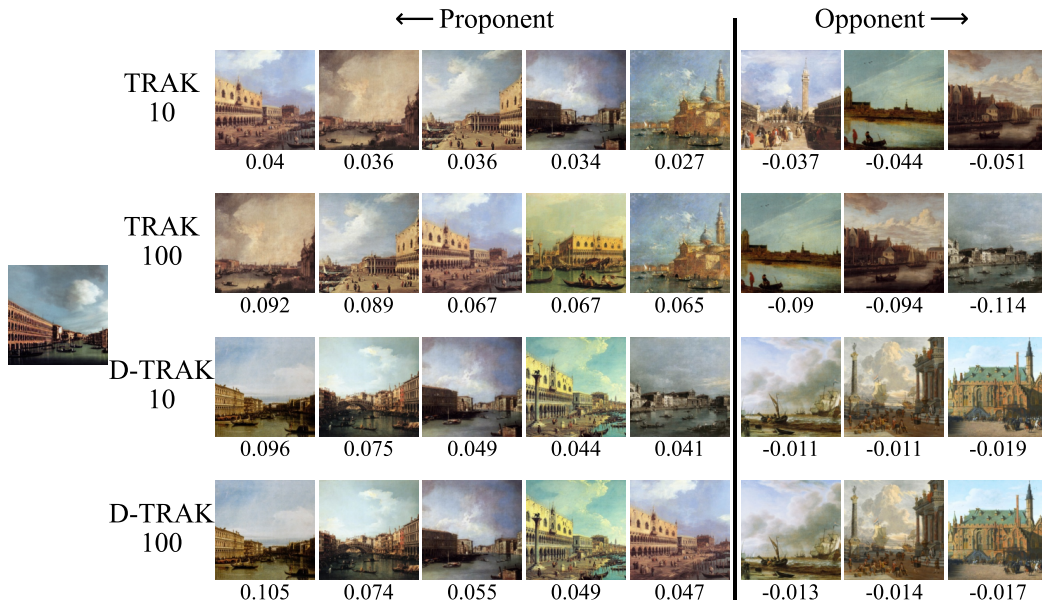 ← Proponent Opponent →
TRAK
10
0.04 0.036 0.036 0.034 0.027 -0.037 -0.044 -0.051
TRAK
100
0.092 0.089 0.067 0.067 0.065 -0.09 -0.094 -0.114
D-TRAK
10
0.096 0.075 0.049 0.044 0.041 -0.011 -0.011 -0.019
D-TRAK
100
0.105 0.074 0.055 0.049 0.047 -0.013 -0.014 -0.017